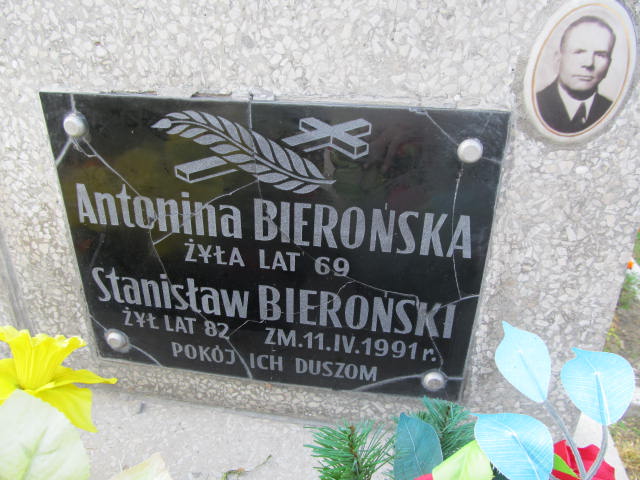 Antonina BIEROŃSKA
ŻYŁA LAT 69
Stanisław BIEROŃSKI
ŻYŁ LAT 82 ZM. 11. IV. 1991 r.
POKÓJ ICH DUSZOM